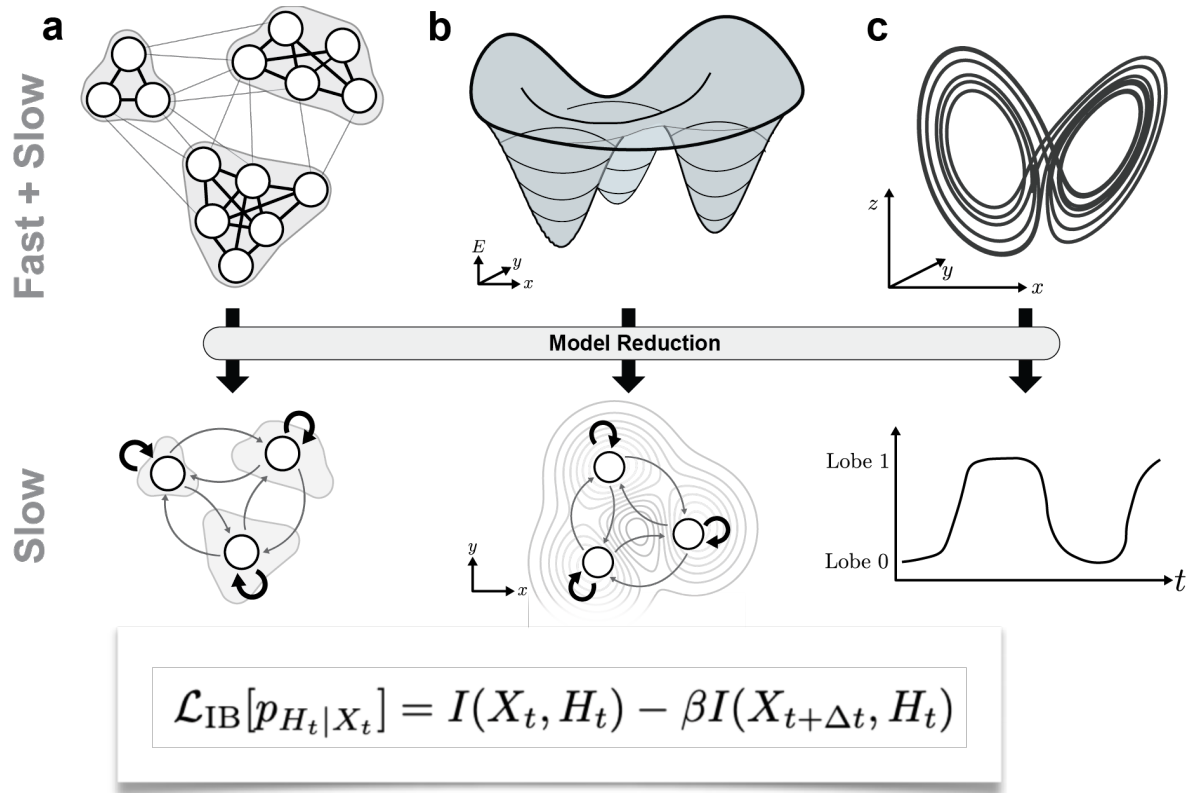 a
b
c
Fast + Slow
E
y
x
z
y
x
Model Reduction
Slow
y
x
Lobe 1
Lobe 0
t
𝓛_IB[p_{H_t|X_t}] = I(X_t, H_t) − βI(X_{t+Δt}, H_t)